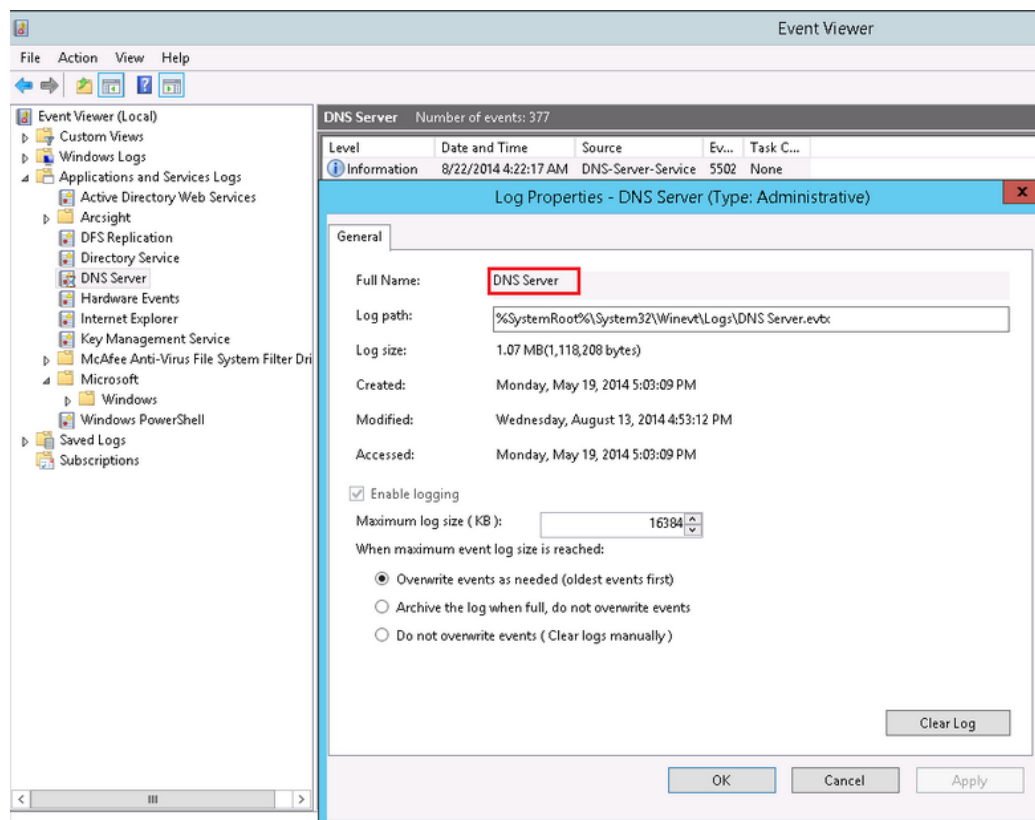 Event Viewer
File Action View Help
Event Viewer (Local)
Custom Views
Windows Logs
Applications and Services Logs
Active Directory Web Services
Arcsight
DFS Replication
Directory Service
DNS Server
Hardware Events
Internet Explorer
Key Management Service
McAfee Anti-Virus File System Filter Dri
Microsoft
Windows
Windows PowerShell
Saved Logs
Subscriptions
DNS Server Number of events: 377
Level Date and Time Source Ev... Task C...
Information 8/22/2014 4:22:17 AM DNS-Server-Service 5502 None
Log Properties - DNS Server (Type: Administrative)
x
General
Full Name: DNS Server
Log path: %SystemRoot%\System32\Winevt\Logs\DNS Server.evtx
Log size: 1.07 MB(1,118,208 bytes)
Created: Monday, May 19, 2014 5:03:09 PM
Modified: Wednesday, August 13, 2014 4:53:12 PM
Accessed: Monday, May 19, 2014 5:03:09 PM
Enable logging
Maximum log size ( KB ): 16384
When maximum event log size is reached:
Overwrite events as needed (oldest events first)
Archive the log when full, do not overwrite events
Do not overwrite events ( Clear logs manually )
Clear Log
OK Cancel Apply